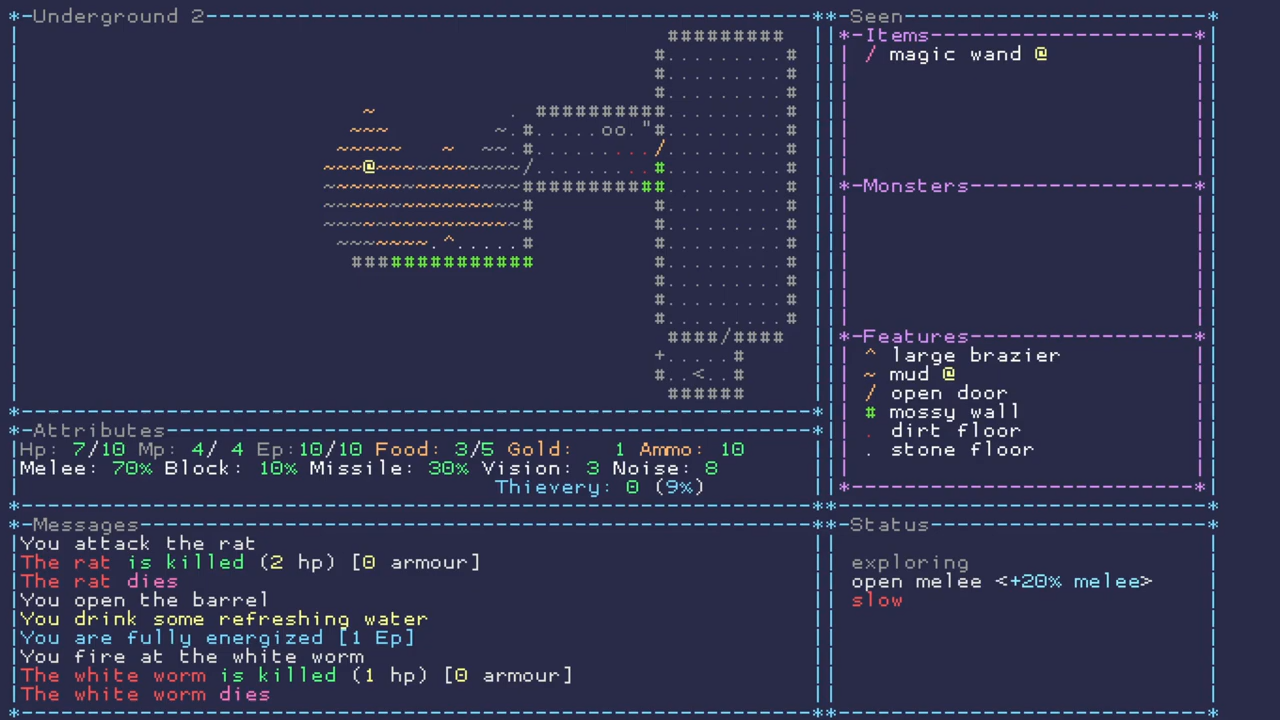 Underground 2
Seen
Items
/ magic wand @
Monsters
Features
^ large brazier
~ mud @
/ open door
# mossy wall
. dirt floor
. stone floor
Attributes
Hp: 7/10 Mp: 4/ 4 Ep:10/10 Food: 3/5 Gold: 1 Ammo: 10
Melee: 70% Block: 10% Missile: 30% Vision: 3 Noise: 8
Thievery: 0 (9%)
Messages
You attack the rat
The rat is killed (2 hp) [0 armour]
The rat dies
You open the barrel
You drink some refreshing water
You are fully energized [1 Ep]
You fire at the white worm
The white worm is killed (1 hp) [0 armour]
The white worm dies
Status
exploring
open melee <+20% melee>
slow